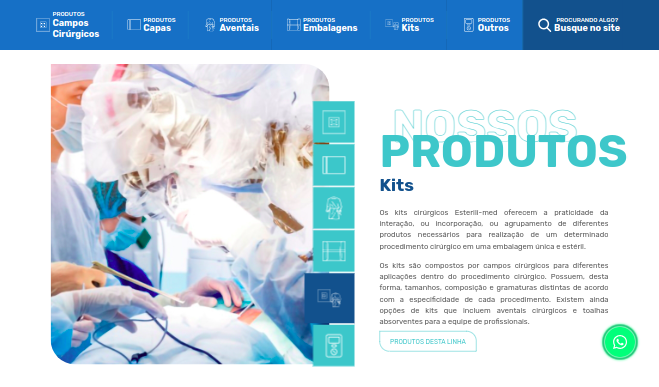 PRODUTOS
Campos
Cirúrgicos
PRODUTOS
Capas
PRODUTOS
Aventais
PRODUTOS
Embalagens
PRODUTOS
Kits
PRODUTOS
Outros
PROCURANDO ALGO?
Busque no site
NOSSOS
PRODUTOS
Kits
Os kits cirúrgicos Esterili-med oferecem a praticidade da
interação, ou incorporação, ou agrupamento de diferentes
produtos necessários para realização de um determinado
procedimento cirúrgico em uma embalagem única e estéril.
Os kits são compostos por campos cirúrgicos para diferentes
aplicações dentro do procedimento cirúrgico. Possuem, desta
forma, tamanhos, composição e gramaturas distintas de acordo
com a especificidade de cada procedimento. Existem ainda
opções de kits que incluem aventais cirúrgicos e toalhas
absorventes para a equipe de profissionais.
PRODUTOS DESTA LINHA